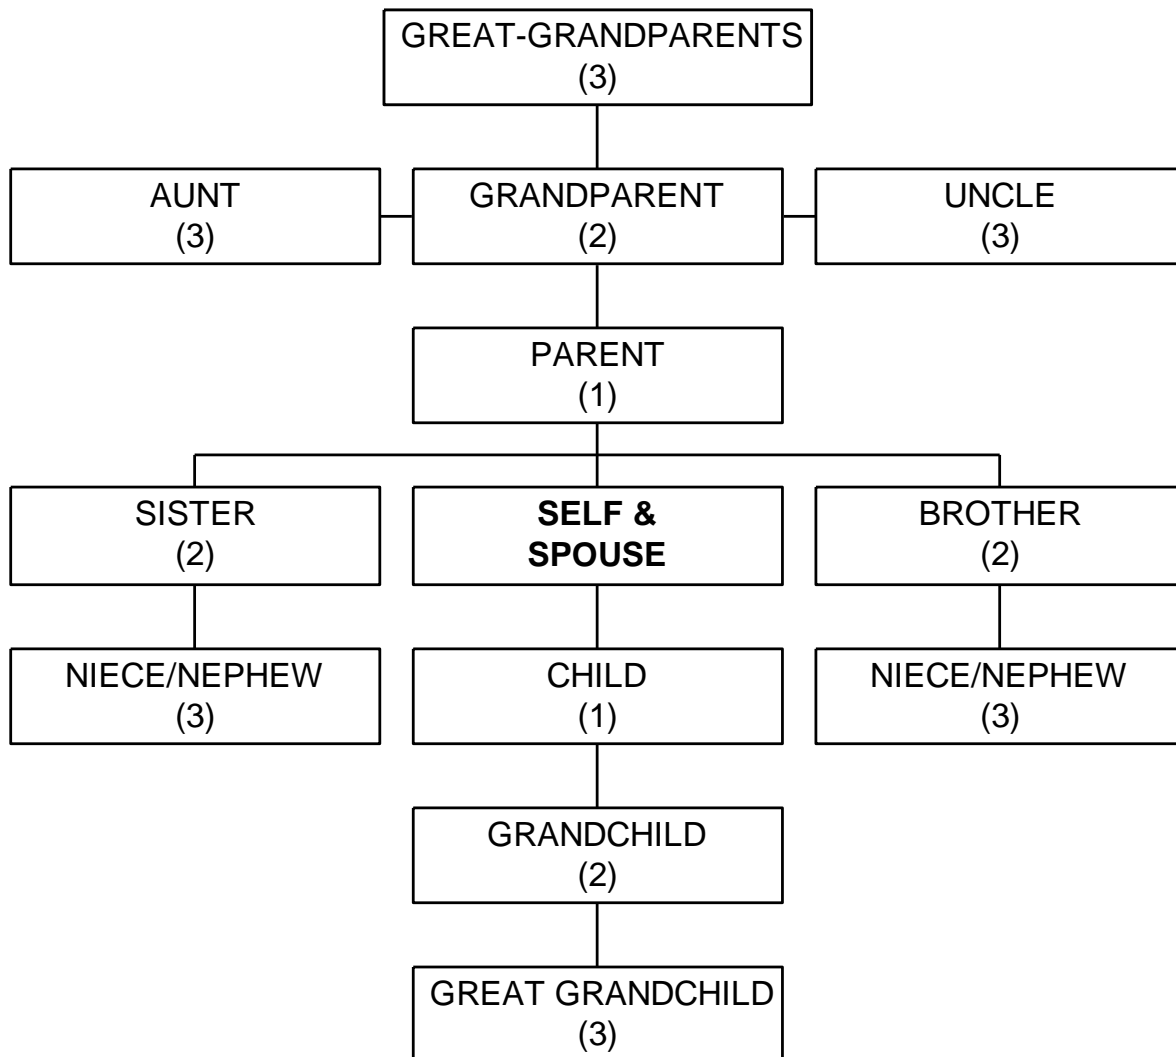 GREAT-GRANDPARENTS
(3)
AUNT
(3)
GRANDPARENT
(2)
UNCLE
(3)
PARENT
(1)
SISTER
(2)
SELF &
SPOUSE
BROTHER
(2)
NIECE/NEPHEW
(3)
CHILD
(1)
NIECE/NEPHEW
(3)
GRANDCHILD
(2)
GREAT GRANDCHILD
(3)